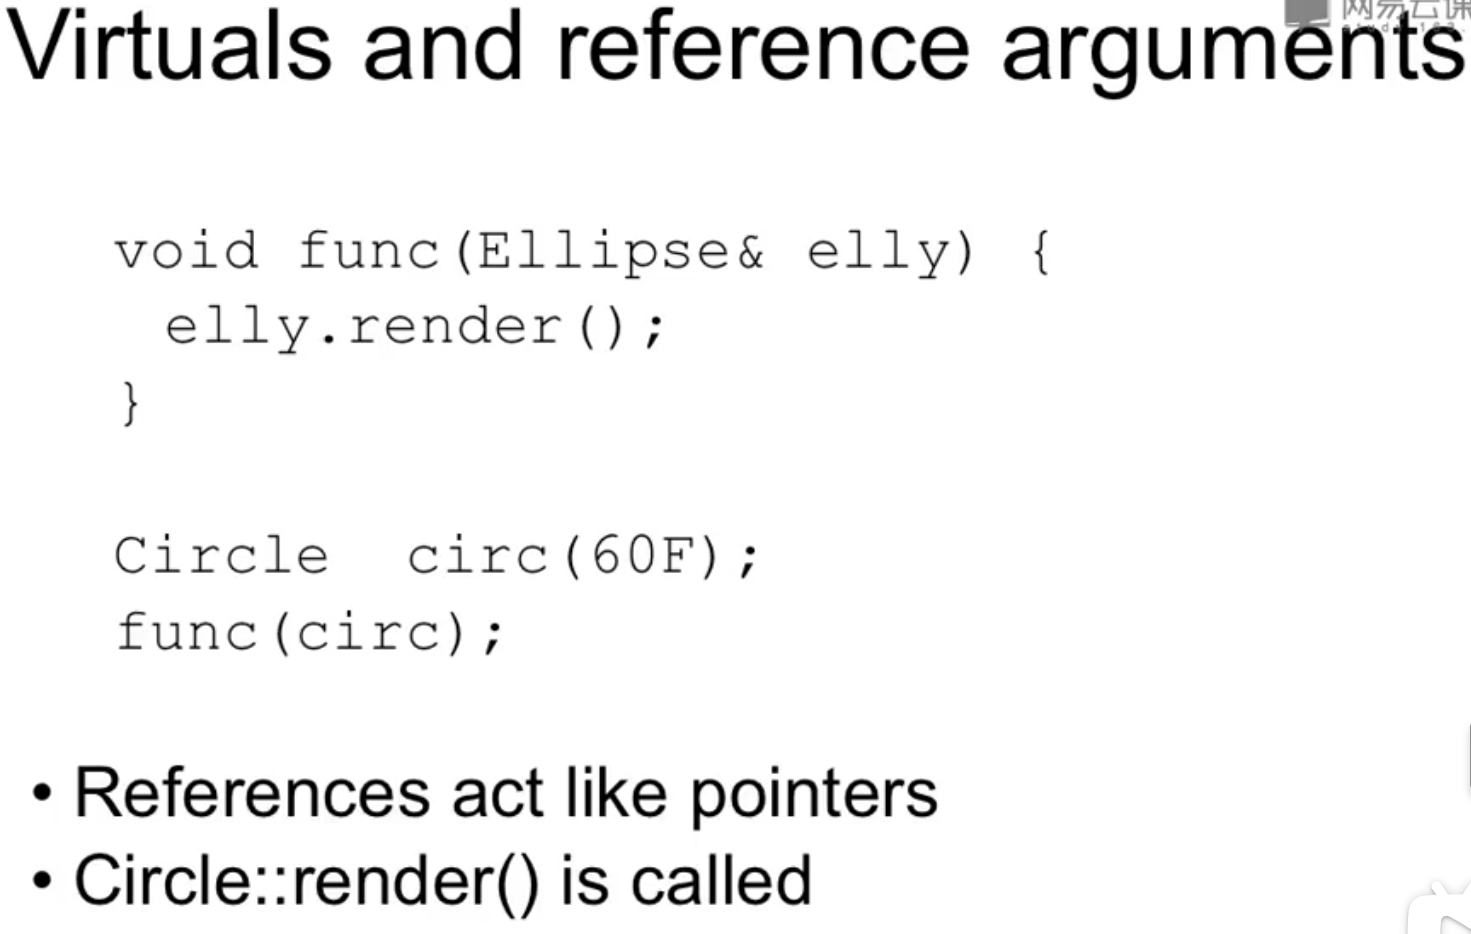 Virtuals and reference arguments
网易云课
void func(Ellipse& elly) {
elly.render();
}
Circle circ(60F);
func(circ);
• References act like pointers
• Circle::render() is called